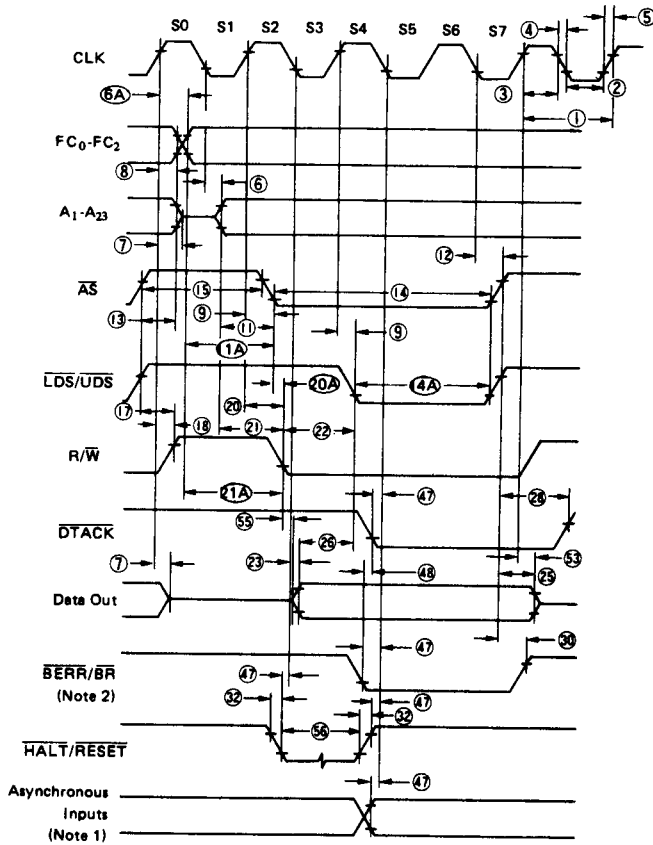 S0 S1 S2 S3 S4 S5 S6 S7 4 5
CLK
3 2
6A 1
FC0-FC2
8 6
A1-A23
7 12
AS
15 14
13 9 11 9
11A
LDS/UDS
20A 14A
17 20
18 21 22
R/W
21A 47 28
55
DTACK
26 53
7 23 48 25
Data Out
47 30
BERR/BR
(Note 2) 47 47
32 32
56
HALT/RESET
47
Asynchronous
Inputs
(Note 1)